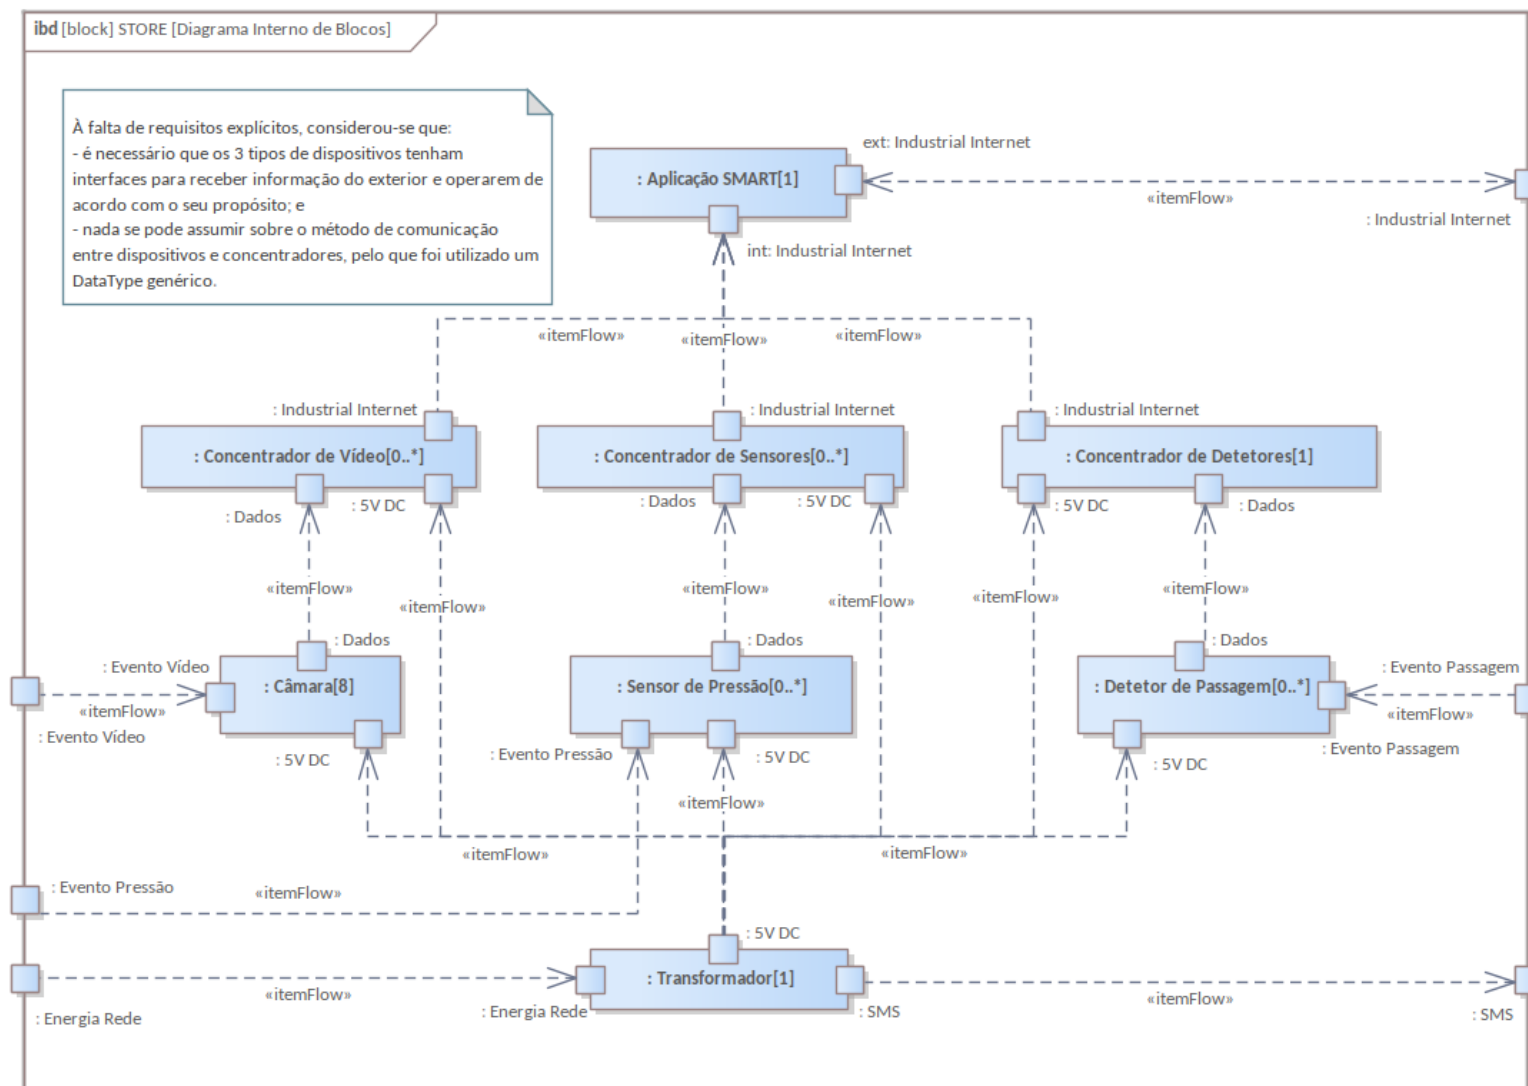 ibd [block] STORE [Diagrama Interno de Blocos]
À falta de requisitos explícitos, considerou-se que:
- é necessário que os 3 tipos de dispositivos tenham
interfaces para receber informação do exterior e operarem de
acordo com o seu propósito; e
- nada se pode assumir sobre o método de comunicação
entre dispositivos e concentradores, pelo que foi utilizado um
DataType genérico.
ext: Industrial Internet
: Aplicação SMART[1]
«itemFlow»
: Industrial Internet
int: Industrial Internet
«itemFlow»
«itemFlow»
«itemFlow»
: Industrial Internet
: Industrial Internet
: Industrial Internet
: Concentrador de Vídeo[0..*]
: Concentrador de Sensores[0..*]
: Concentrador de Detetores[1]
: Dados
: 5V DC
: Dados
: 5V DC
: 5V DC
: Dados
«itemFlow»
«itemFlow»
«itemFlow»
«itemFlow»
«itemFlow»
«itemFlow»
: Dados
: Dados
: Dados
: Evento Vídeo
: Câmara[8]
: Sensor de Pressão[0..*]
: Detetor de Passagem[0..*]
: Evento Passagem
«itemFlow»
«itemFlow»
: Evento Vídeo
: Evento Passagem
: 5V DC
: Evento Pressão
: 5V DC
: 5V DC
«itemFlow»
«itemFlow»
«itemFlow»
: Evento Pressão
«itemFlow»
: 5V DC
: Transformador[1]
«itemFlow»
«itemFlow»
: Energia Rede
: Energia Rede
: SMS
: SMS